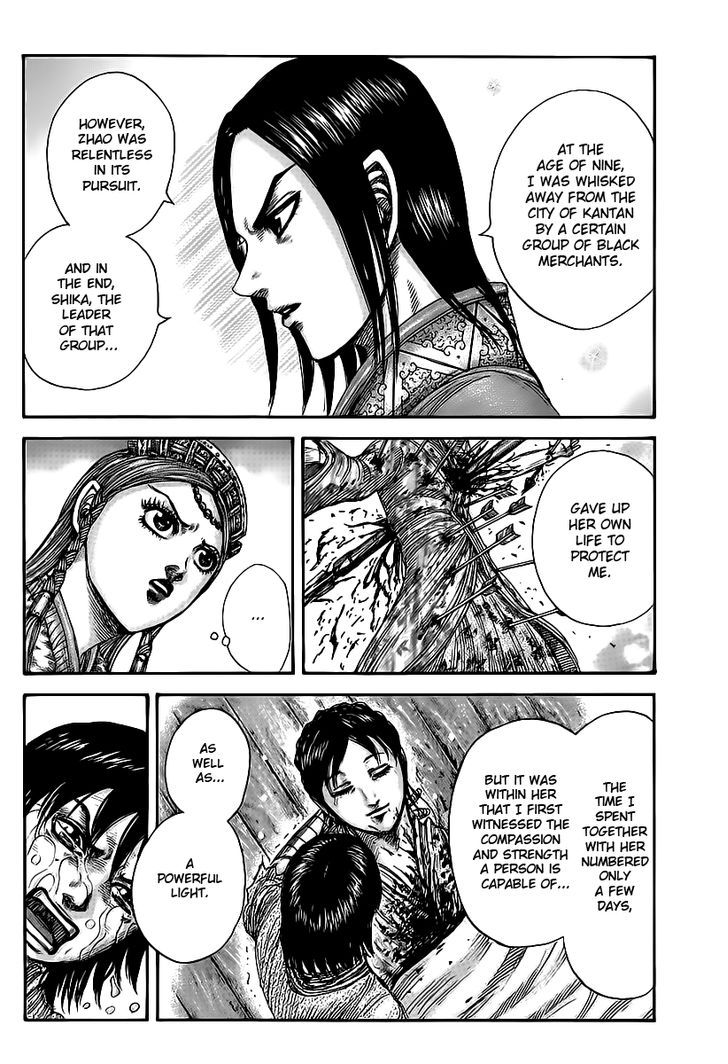 AT THE
AGE OF NINE,
I WAS WHISKED
AWAY FROM THE
CITY OF KANTAN
BY A CERTAIN
GROUP OF BLACK
MERCHANTS.
HOWEVER,
ZHAO WAS
RELENTLESS
IN ITS
PURSUIT.
AND IN
THE END,
SHIKA, THE
LEADER
OF THAT
GROUP...
GAVE UP
HER OWN
LIFE TO
PROTECT
ME.
...
THE
TIME I
SPENT
TOGETHER
WITH HER
NUMBERED
ONLY
A FEW
DAYS,
BUT IT WAS
WITHIN HER
THAT I FIRST
WITNESSED THE
COMPASSION
AND STRENGTH
A PERSON IS
CAPABLE OF...
AS
WELL
AS...
A
POWERFUL
LIGHT.